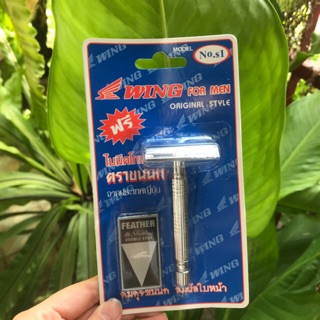 MODEL
No.s1
WING FOR MEN
ORIGINAL STYLE
ฟรี
ใบมีดโกน
ตราขนนก
จากประเทศญี่ปุ่น
FEATHER
DOUBLE EDGE
WING